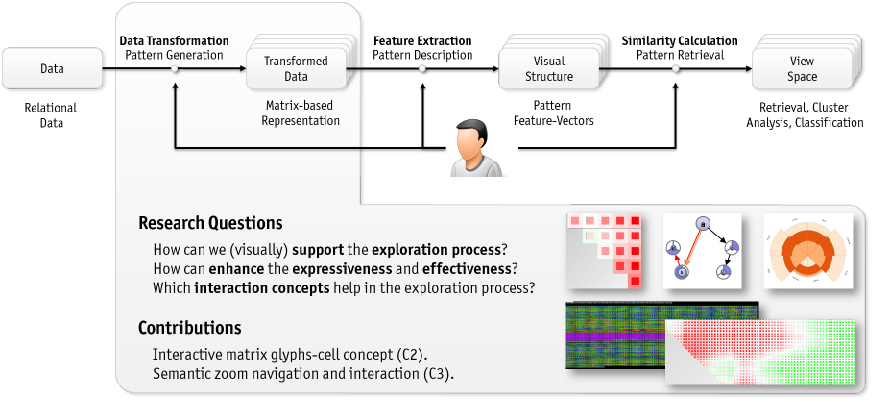 Data Transformation
Pattern Generation
Feature Extraction
Pattern Description
Similarity Calculation
Pattern Retrieval
Data
Transformed
Data
Visual
Structure
View
Space
Relational
Data
Matrix-based
Representation
Pattern
Feature-Vectors
Retrieval, Cluster
Analysis, Classification
Research Questions
How can we (visually) support the exploration process?
How can enhance the expressiveness and effectiveness?
Which interaction concepts help in the exploration process?
a
Contributions
Interactive matrix glyphs-cell concept (C2).
Semantic zoom navigation and interaction (C3).